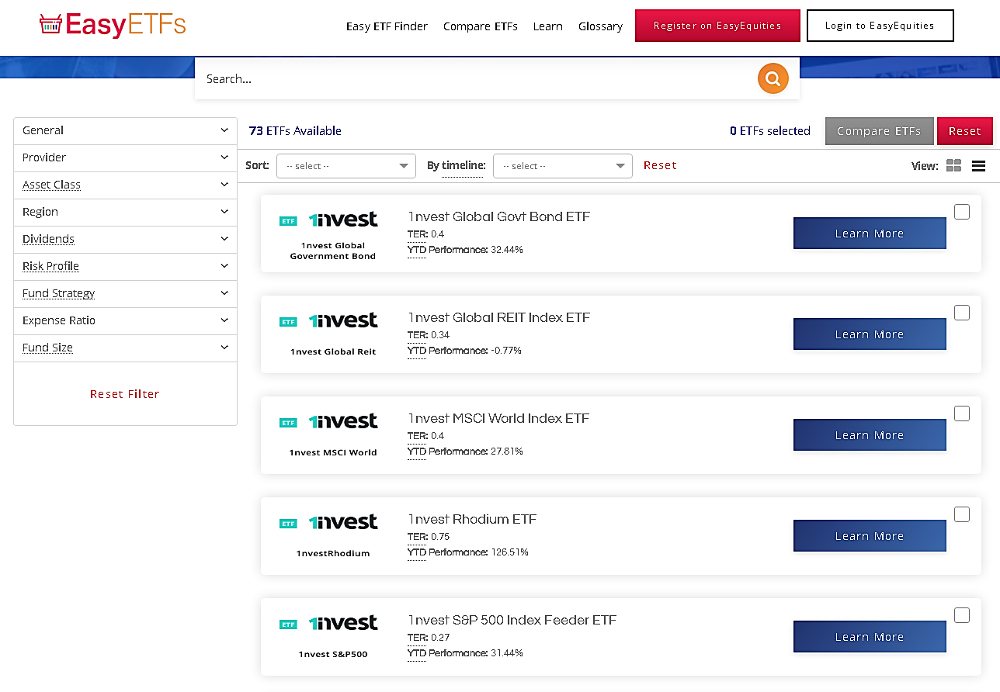 EasyETFs
Easy ETF Finder Compare ETFs Learn Glossary Register on EasyEquities Login to EasyEquities
Search...
General
Provider
Asset Class
Region
Dividends
Risk Profile
Fund Strategy
Expense Ratio
Fund Size
Reset Filter
73 ETFs Available
0 ETFs selected Compare ETFs Reset
Sort: -- select -- By timeline: -- select -- Reset
View:
ETF 1nvest
1nvest Global
Government Bond
1nvest Global Govt Bond ETF
TER: 0.4
YTD Performance: 32.44%
Learn More
ETF 1nvest
1nvest Global Reit
1nvest Global REIT Index ETF
TER: 0.34
YTD Performance: -0.77%
Learn More
ETF 1nvest
1nvest MSCI World
1nvest MSCI World Index ETF
TER: 0.4
YTD Performance: 27.81%
Learn More
ETF 1nvest
1nvestRhodium
1nvest Rhodium ETF
TER: 0.75
YTD Performance: 126.51%
Learn More
ETF 1nvest
1nvest S&P500
1nvest S&P 500 Index Feeder ETF
TER: 0.27
YTD Performance: 31.44%
Learn More